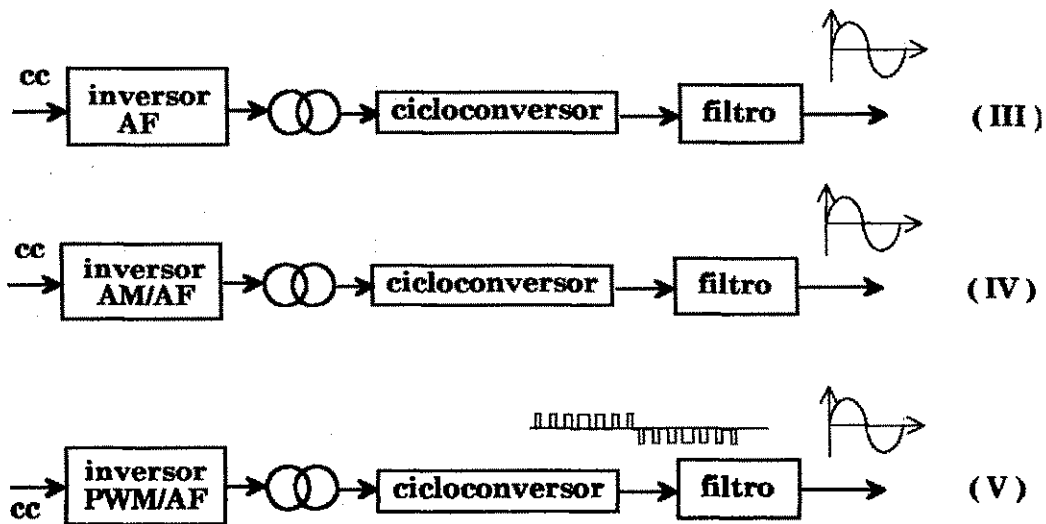 cc
inversor
AF
cicloconversor
filtro
( III )
cc
inversor
AM/AF
cicloconversor
filtro
( IV )
cc
inversor
PWM/AF
cicloconversor
filtro
( V )